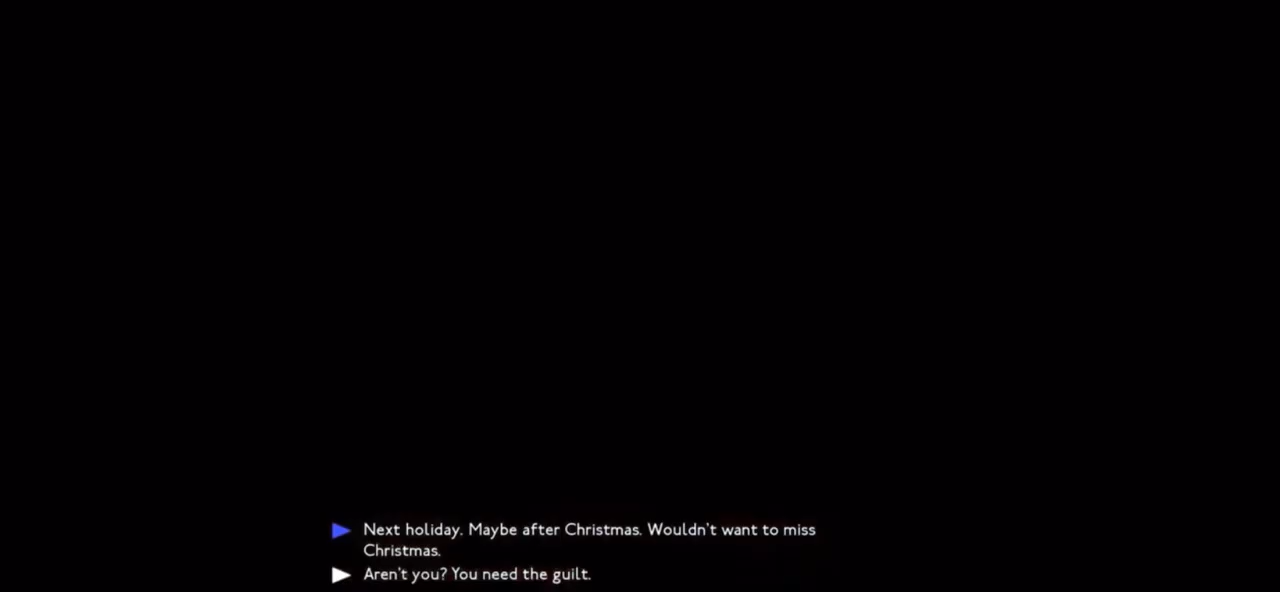 Next holiday. Maybe after Christmas. Wouldn't want to miss
Christmas.
Aren't you? You need the guilt.